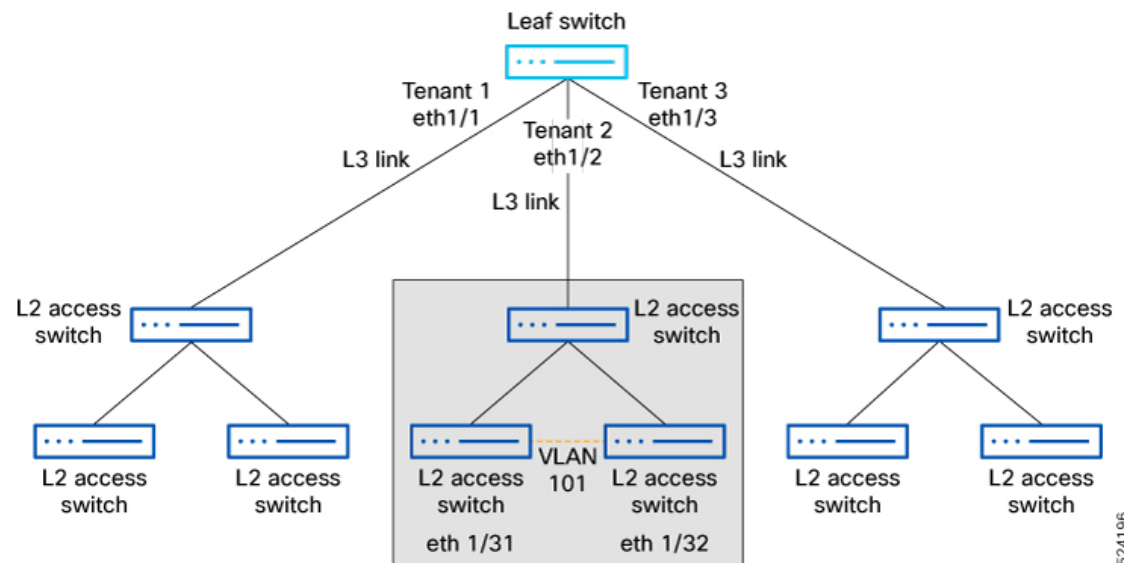 Leaf switch
Tenant 1
eth1/1
Tenant 2
eth1/2
Tenant 3
eth1/3
L3 link
L3 link
L3 link
L2 access
switch
L2 access
switch
L2 access
switch
L2 access
switch
L2 access
switch
L2 access
switch
eth 1/31
VLAN
101
L2 access
switch
eth 1/32
L2 access
switch
L2 access
switch
524196